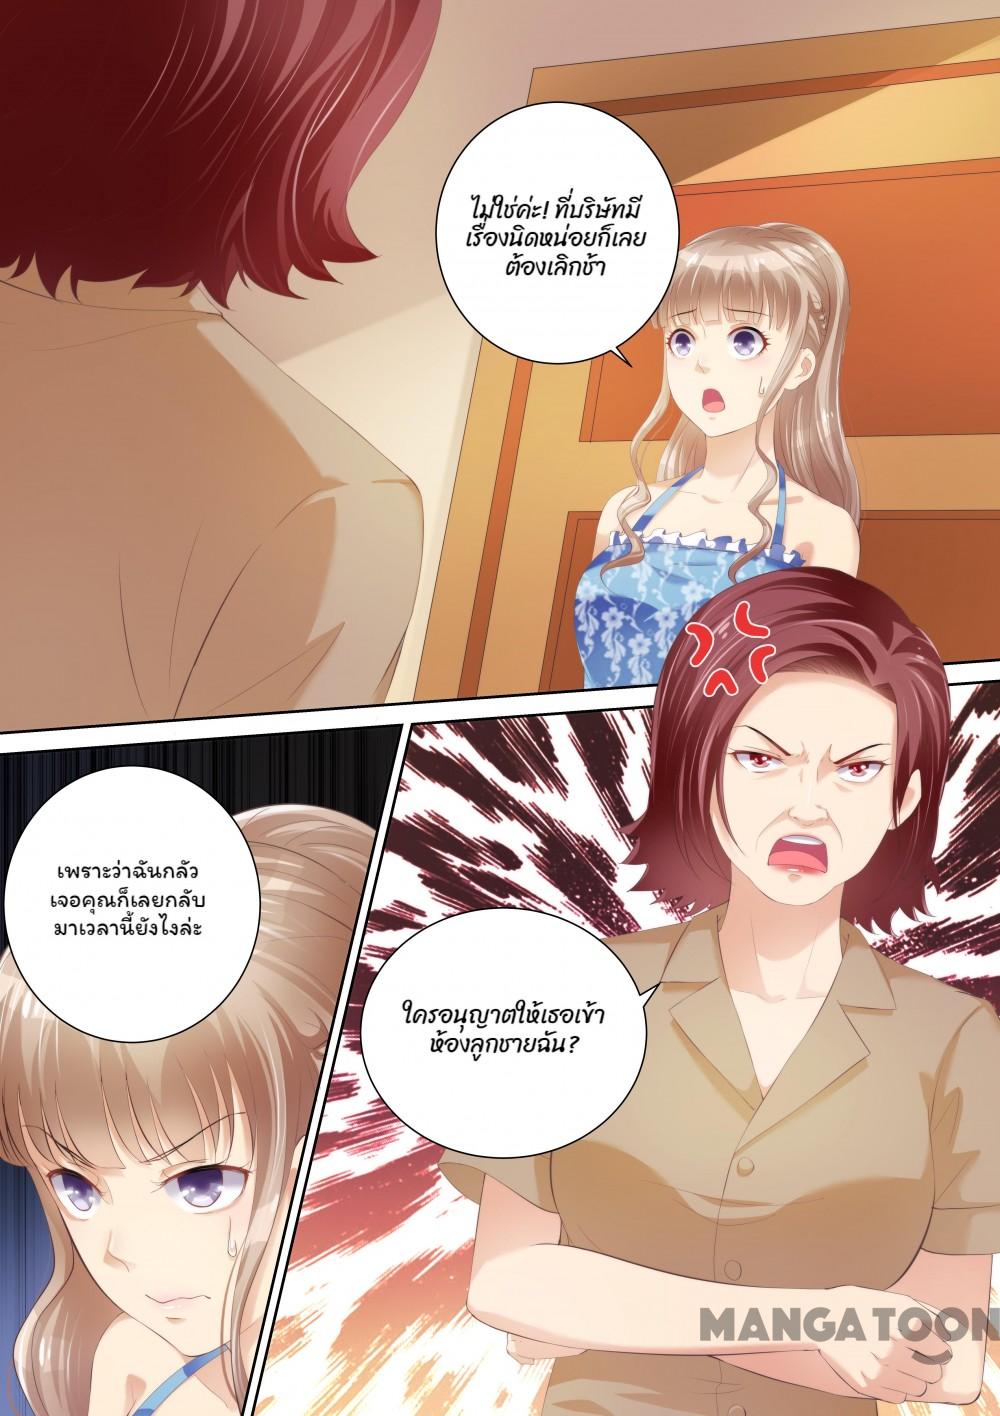 ไม่ใช่ค่ะ! ที่บริษัทมี
เรื่องนิดหน่อยก็เลย
ต้องเลิกช้า
เพราะว่าฉันกลัว
เจอคุณก็เลยกลับ
มาเวลานี้ยังไงล่ะ
ใครอนุญาตให้เธอเข้า
ห้องลูกชายฉัน?
MANGATOON